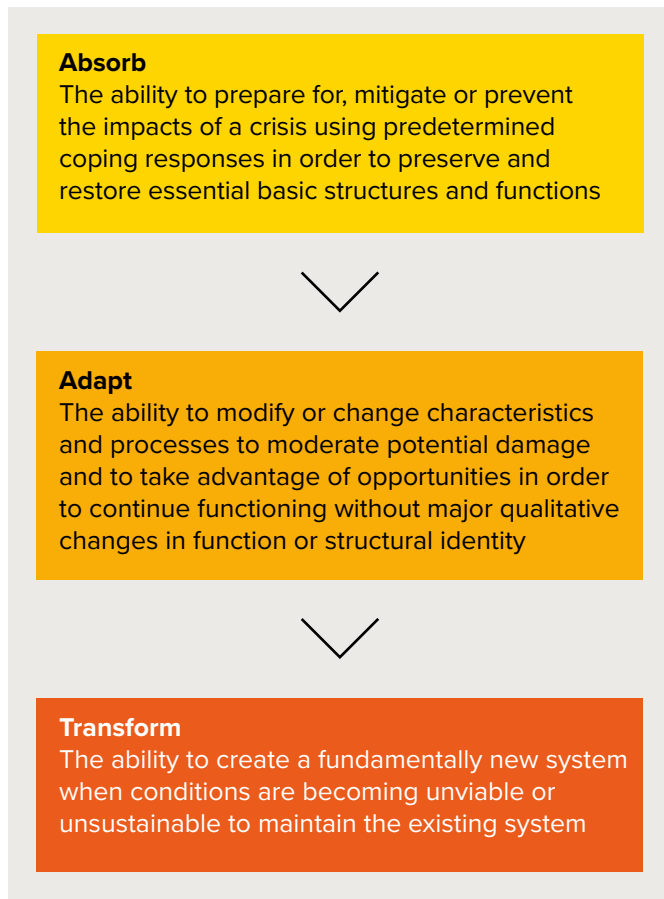 Absorb
The ability to prepare for, mitigate or prevent
the impacts of a crisis using predetermined
coping responses in order to preserve and
restore essential basic structures and functions
Adapt
The ability to modify or change characteristics
and processes to moderate potential damage
and to take advantage of opportunities in order
to continue functioning without major qualitative
changes in function or structural identity
Transform
The ability to create a fundamentally new system
when conditions are becoming unviable or
unsustainable to maintain the existing system